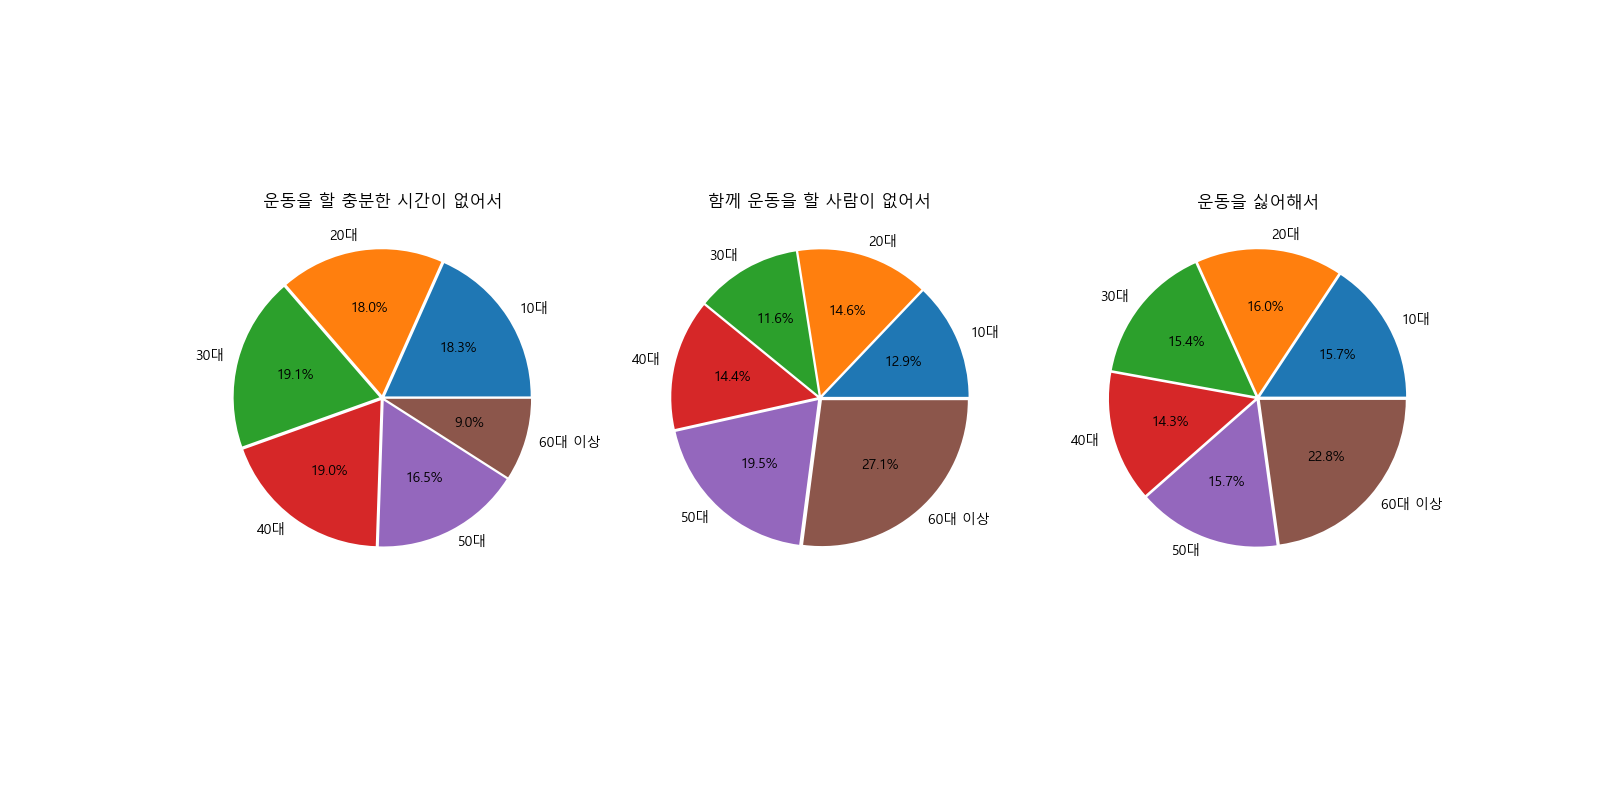 운동을 할 충분한 시간이 없어서
20대
10대
30대
18.0%
18.3%
19.1%
9.0%
19.0%
16.5%
60대 이상
40대
50대
함께 운동을 할 사람이 없어서
20대
30대
10대
14.6%
11.6%
12.9%
40대
14.4%
19.5%
27.1%
50대
60대 이상
운동을 싫어해서
20대
30대
10대
16.0%
15.4%
15.7%
14.3%
40대
22.8%
15.7%
60대 이상
50대